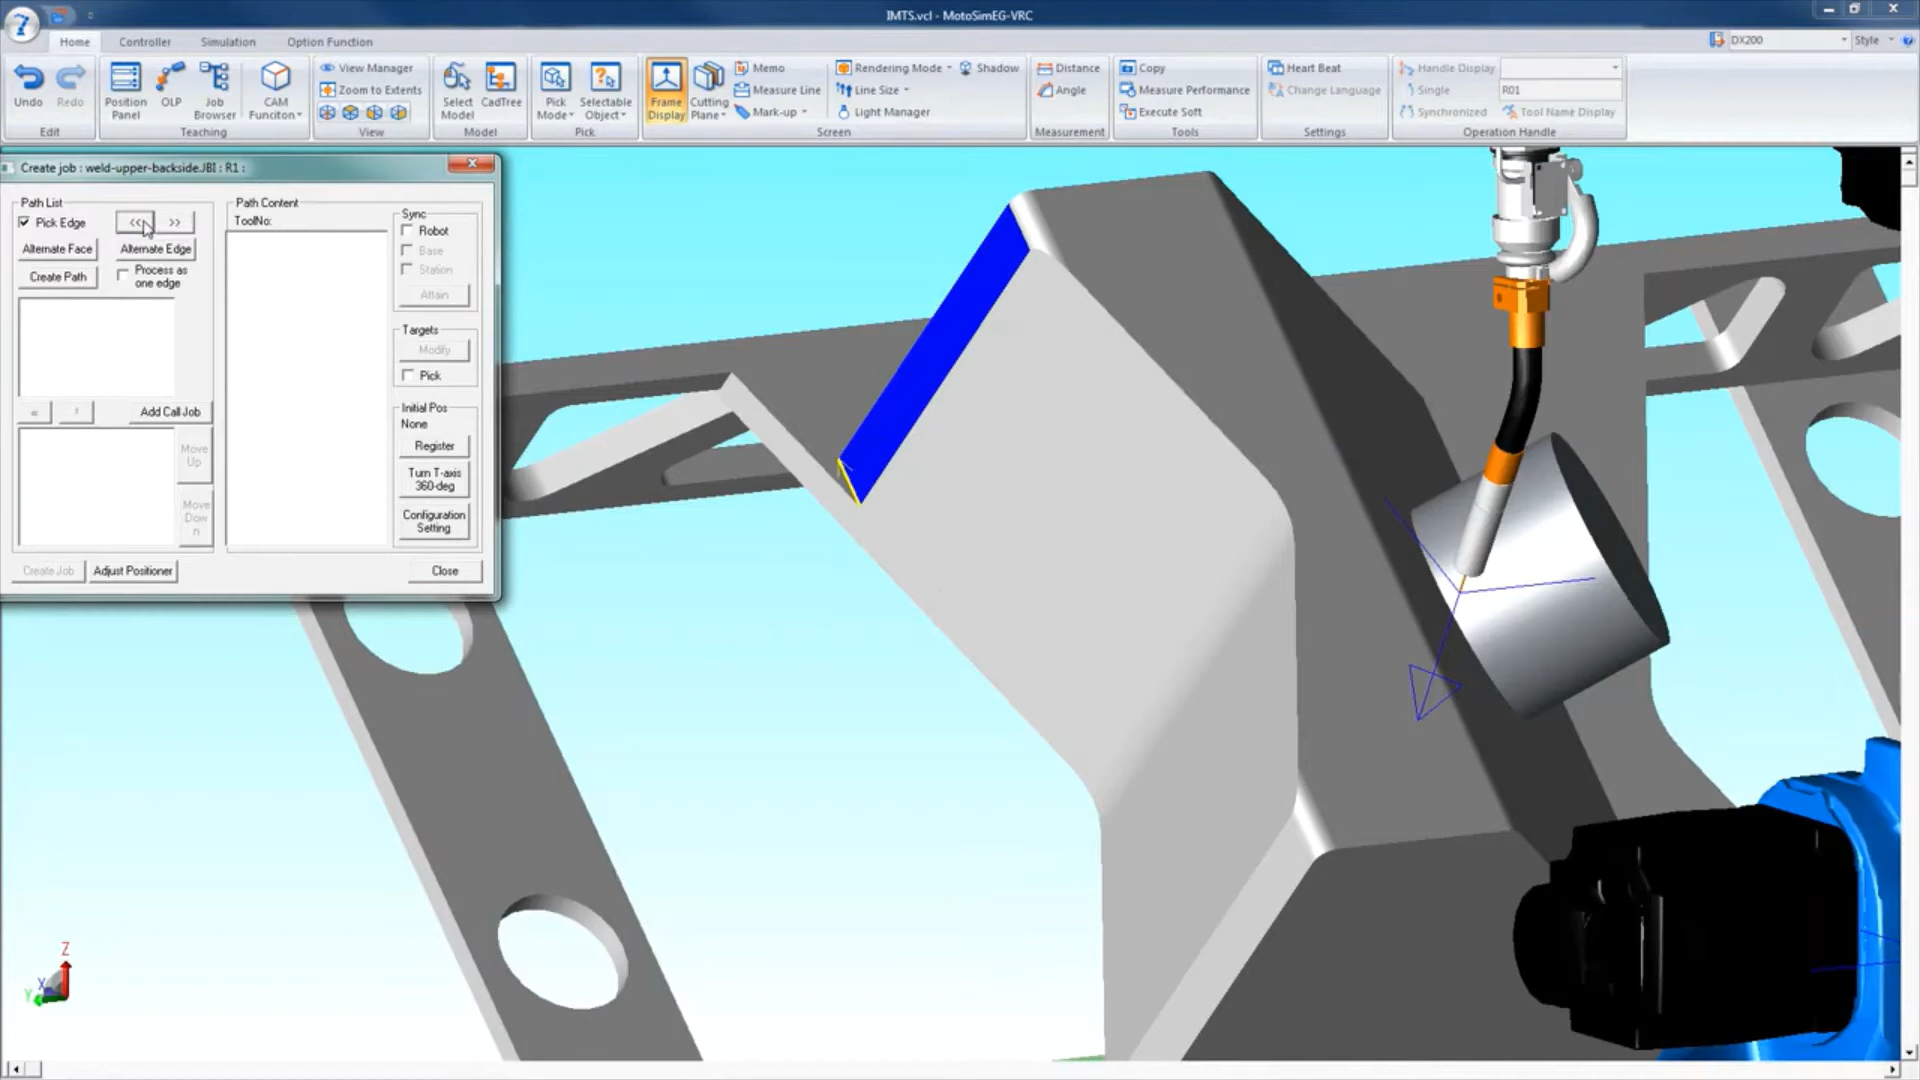 IMTS.vcl - MotoSimEG-VRC
Home Controller Simulation Option Function
DX200 Style
Undo Redo
Edit
Position Panel OLP Job Browser CAM Funciton
Teaching
View Manager
Zoom to Extents
View
Select Model CadTree
Model
Pick Mode Selectable Object
Pick
Frame Display Cutting Plane
Memo
Measure Line
Mark-up
Rendering Mode Shadow
Line Size
Light Manager
Screen
Distance
Angle
Measurement
Copy
Measure Performance
Execute Soft
Tools
Heart Beat
Change Language
Settings
Handle Display
Single R01
Synchronized Tool Name Display
Operation Handle
Create job : weld-upper-backside.JBI : R1 :
Path List
Pick Edge << >>
Alternate Face Alternate Edge
Create Path Process as one edge
Add Call Job
Move Up
Move Dow n
Path Content
ToolNo:
Sync
Robot
Base
Station
Attain
Targets
Modify
Pick
Initial Pos
None
Register
Turn T-axis 360-deg
Configuration Setting
Create Job Adjust Positioner Close
Z
X
Y